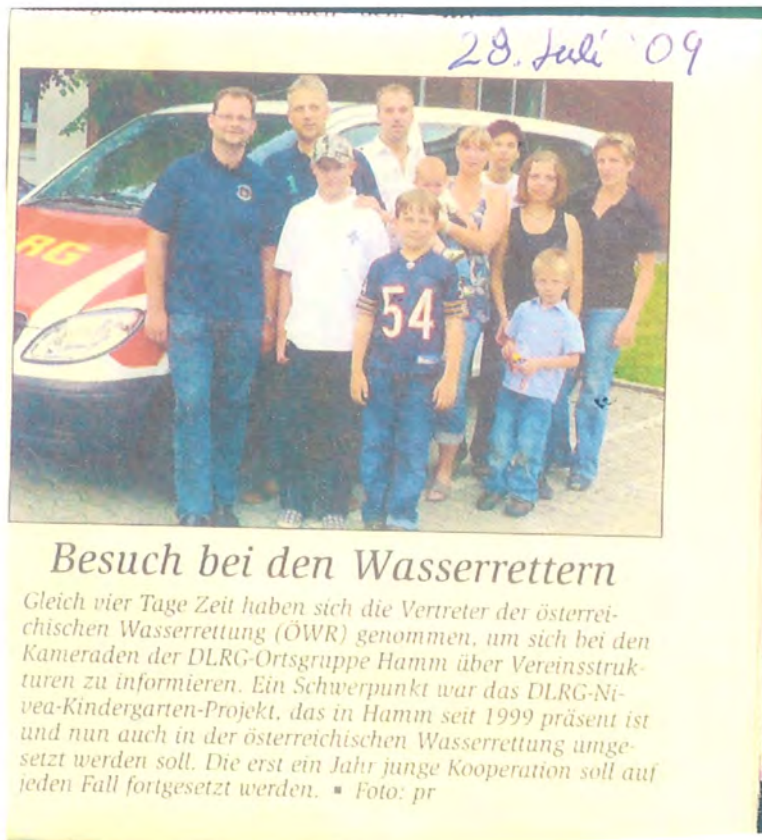 28. Juli '09
RG
1
54
Besuch bei den Wasserrettern
Gleich vier Tage Zeit haben sich die Vertreter der österrei-
chischen Wasserrettung (ÖWR) genommen, um sich bei den
Kameraden der DLRG-Ortsgruppe Hamm über Vereinsstruk-
turen zu informieren. Ein Schwerpunkt war das DLRG-Ni-
vea-Kindergarten-Projekt, das in Hamm seit 1999 präsent ist
und nun auch in der österreichischen Wasserrettung umge-
setzt werden soll. Die erst ein Jahr junge Kooperation soll auf
jeden Fall fortgesetzt werden. ▪ Foto: pr